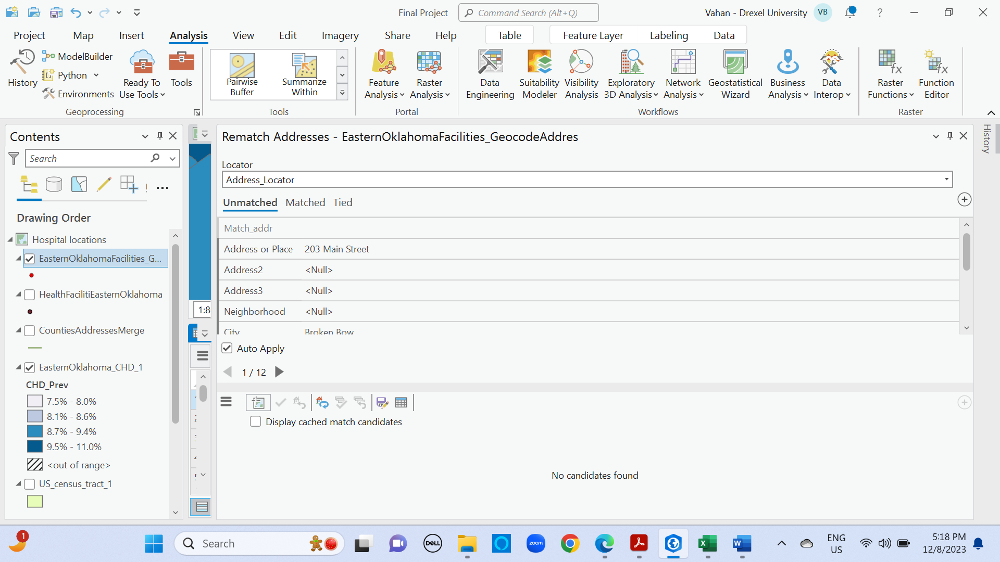 Final Project
Command Search (Alt+Q)
Vahan - Drexel University
VB
?
Project
Map
Insert
Analysis
View
Edit
Imagery
Share
Help
Table
Feature Layer
Labeling
Data
History
ModelBuilder
Python
Environments
Ready To
Use Tools
Tools
Geoprocessing
Pairwise
Buffer
Summarize
Within
Tools
Feature
Analysis
Raster
Analysis
Portal
Data
Engineering
Suitability
Modeler
Visibility
Analysis
Exploratory
3D Analysis
Network
Analysis
Geostatistical
Wizard
Business
Analysis
Data
Interop
Workflows
Raster
Functions
Function
Editor
Raster
Contents
Search
Drawing Order
Hospital locations
EasternOklahomaFacilities_G...
HealthFacilitiEasternOklahoma
CountiesAddressesMerge
EasternOklahoma_CHD_1
CHD_Prev
7.5% - 8.0%
8.1% - 8.6%
8.7% - 9.4%
9.5% - 11.0%
<out of range>
US_census_tract_1
1:8
2
3
4
5
Rematch Addresses - EasternOklahomaFacilities_GeocodeAddres
Locator
Address_Locator
Unmatched Matched Tied
Match_addr
Address or Place 203 Main Street
Address2 <Null>
Address3 <Null>
Neighborhood <Null>
City Broken Bow
Auto Apply
1 / 12
Display cached match candidates
No candidates found
History
1
Search
DELL
zoom
ENG
US
5:18 PM
12/8/2023